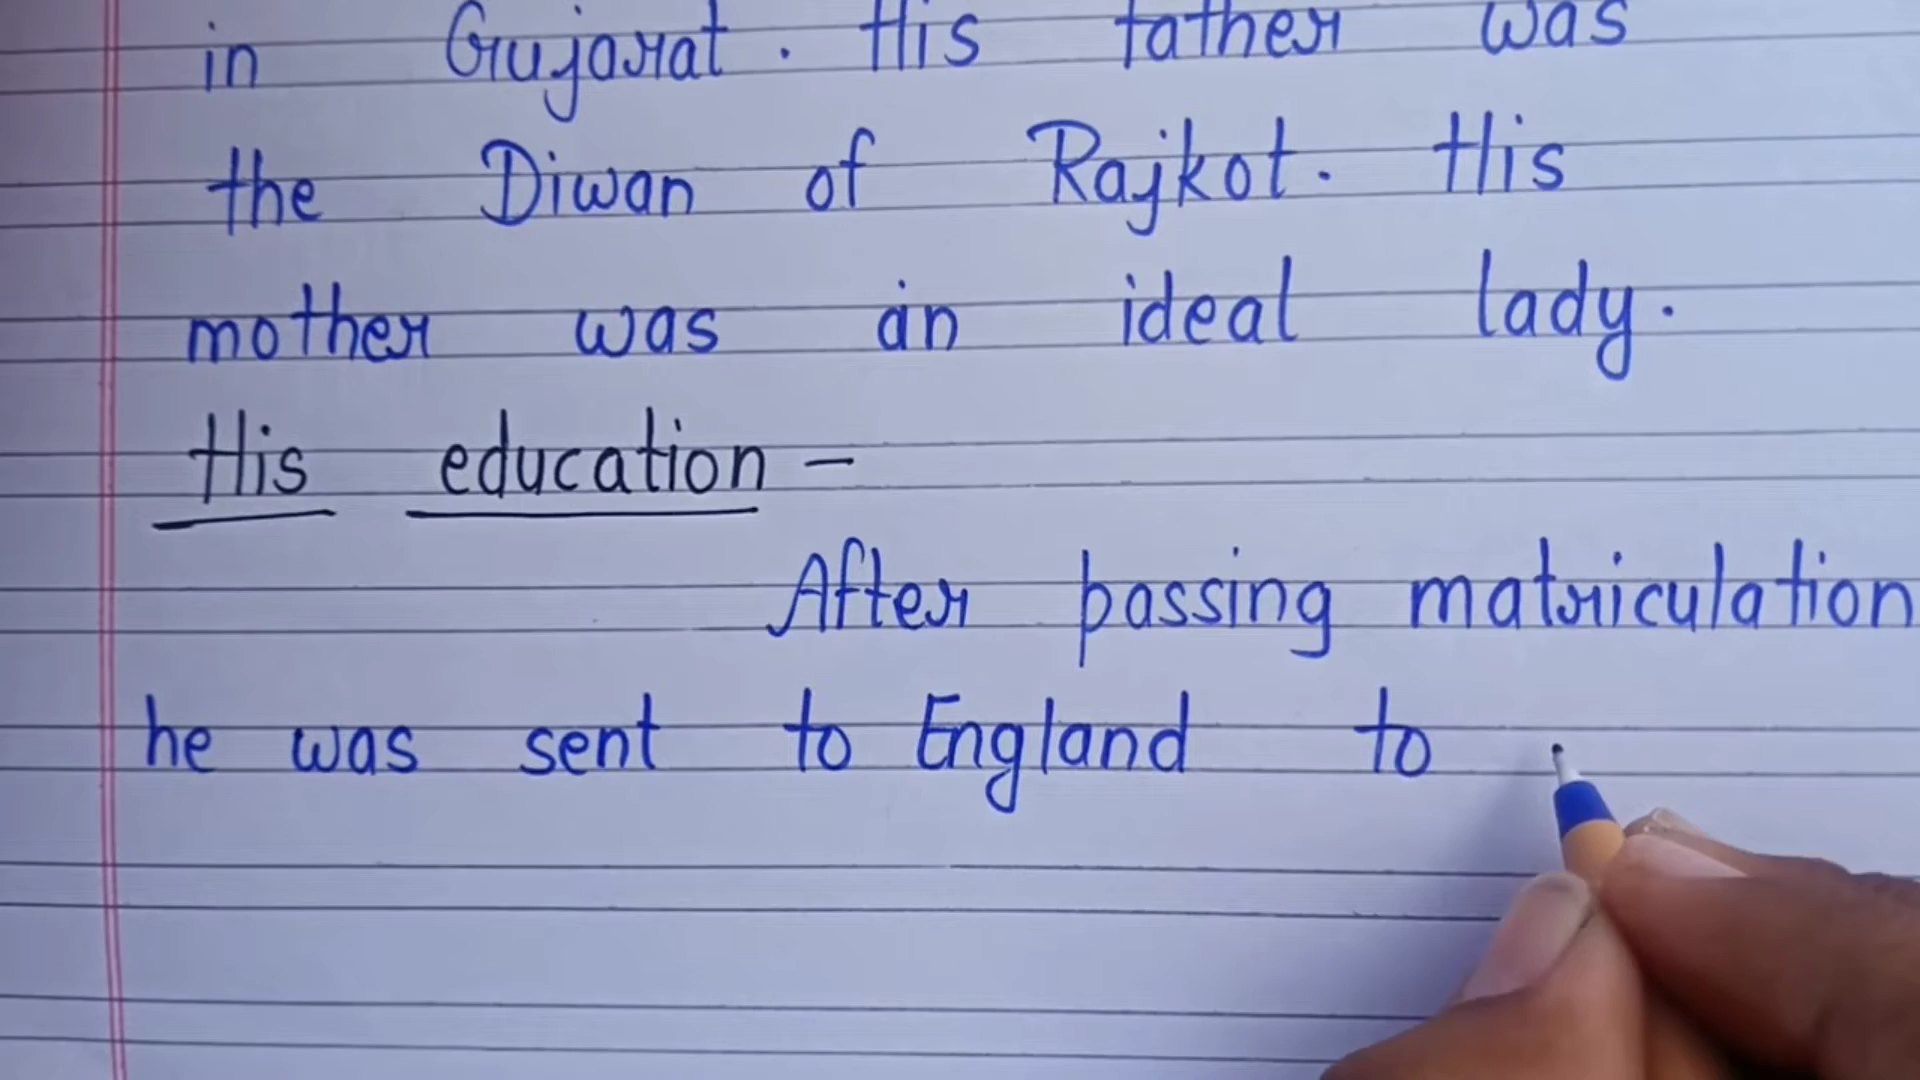 in Gujarat. His father was
the Diwan of Rajkot. His
mother was an ideal lady.
His education –
After passing matriculation
he was sent to England to